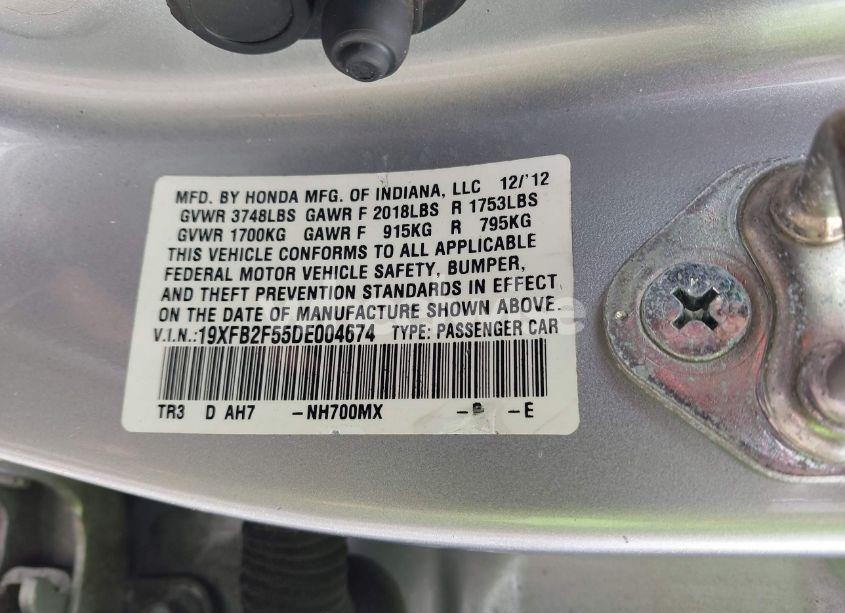 MFD. BY HONDA MFG. OF INDIANA, LLC 12/'12
GVWR 3748LBS GAWR F 2018LBS R 1753LBS
GVWR 1700KG GAWR F 915KG R 795KG
THIS VEHICLE CONFORMS TO ALL APPLICABLE
FEDERAL MOTOR VEHICLE SAFETY, BUMPER,
AND THEFT PREVENTION STANDARDS IN EFFECT
ON THE DATE OF MANUFACTURE SHOWN ABOVE.
V.I.N.:19XFB2F55DE004674 TYPE: PASSENGER CAR
TR3 D AH7 -NH700MX - -E